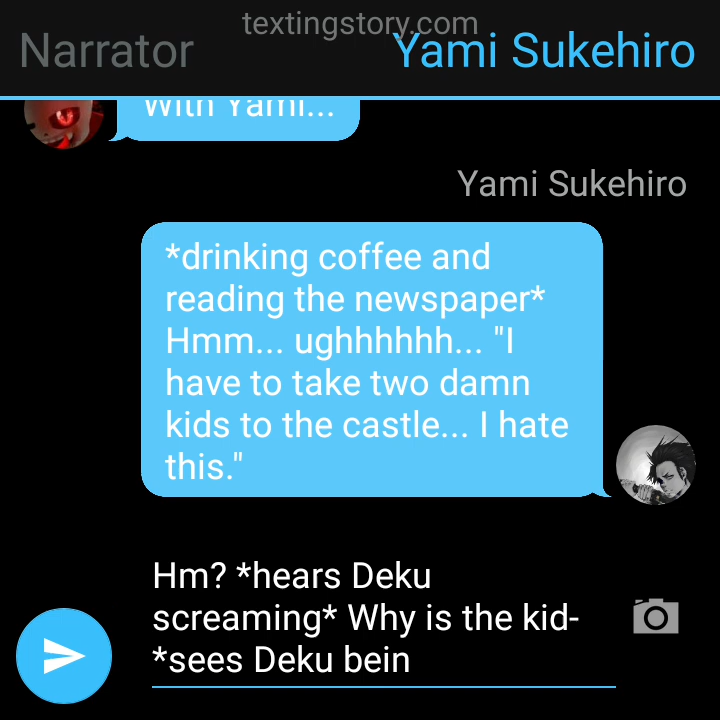 textingstory.com
Narrator
Yami Sukehiro
With Yami...
Yami Sukehiro
*drinking coffee and
reading the newspaper*
Hmm... ughhhhhh... "I
have to take two damn
kids to the castle... I hate
this."
Hm? *hears Deku
screaming* Why is the kid-
*sees Deku bein